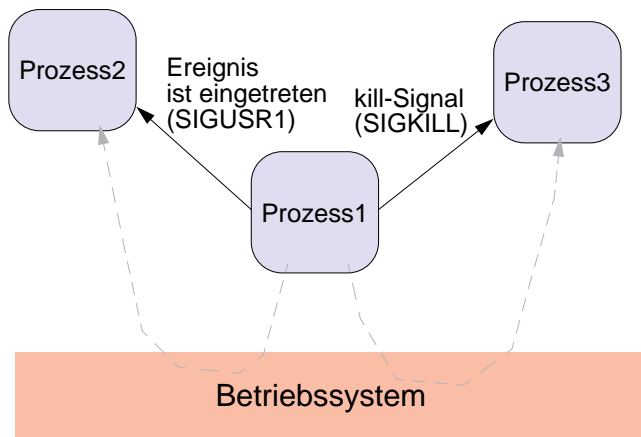 Prozess2
Ereignis
ist eingetreten
(SIGUSR1)
kill-Signal
(SIGKILL)
Prozess3
Prozess1
Betriebssystem